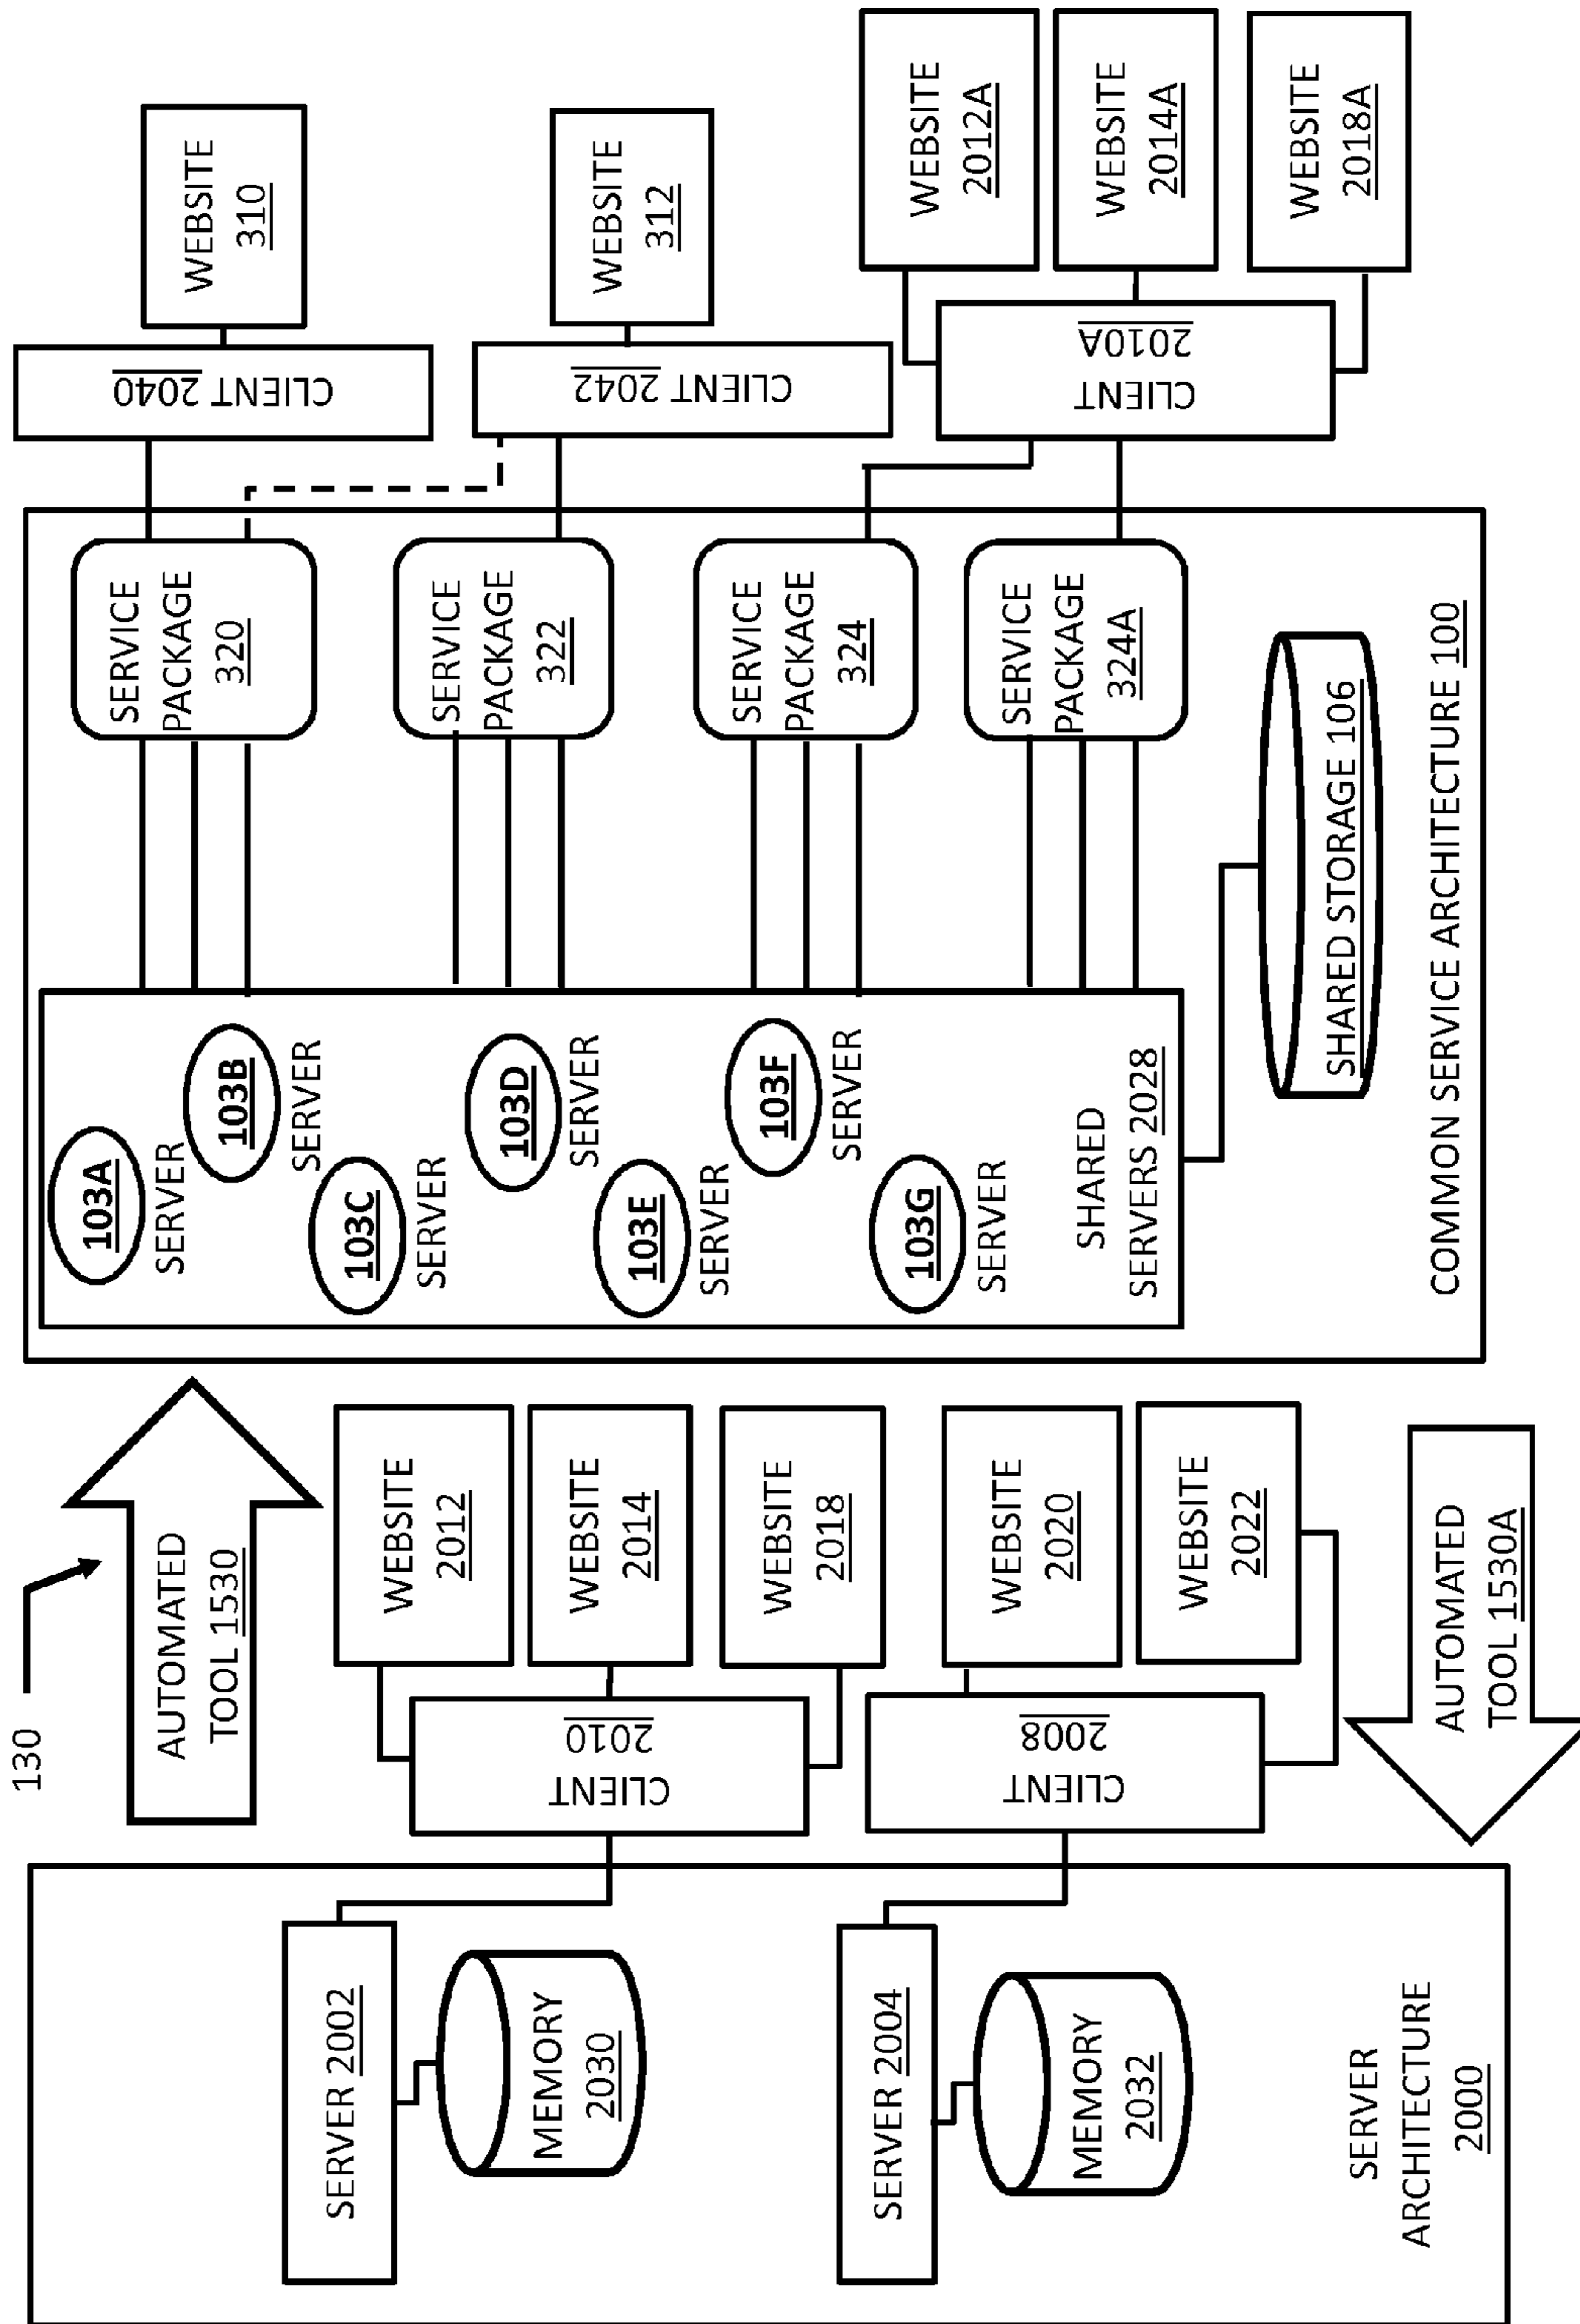 130
AUTOMATED
TOOL 1530
SERVER 2002
MEMORY
2030
SERVER 2004
MEMORY
2032
SERVER
ARCHITECTURE
2000
CLIENT
2010
WEBSITE
2012
WEBSITE
2014
WEBSITE
2018
CLIENT
2008
WEBSITE
2020
WEBSITE
2022
AUTOMATED
TOOL 1530A
103A
SERVER
103B
SERVER
103C
SERVER
103D
SERVER
103E
SERVER
103F
SERVER
103G
SERVER
SHARED
SERVERS 2028
SERVICE
PACKAGE
320
SERVICE
PACKAGE
322
SERVICE
PACKAGE
324
SERVICE
PACKAGE
324A
SHARED STORAGE 106
COMMON SERVICE ARCHITECTURE 100
CLIENT 2040
WEBSITE
310
CLIENT 2042
WEBSITE
312
CLIENT
2010A
WEBSITE
2012A
WEBSITE
2014A
WEBSITE
2018A